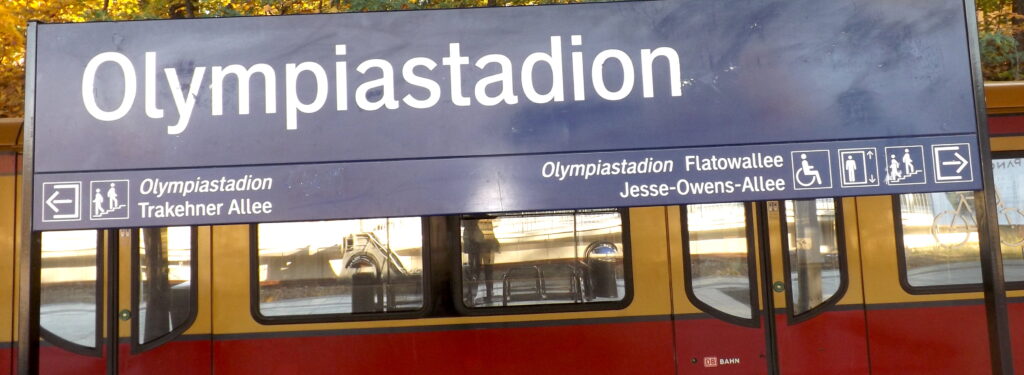 Olympiastadion
Olympiastadion
Trakehner Allee
Olympiastadion Flatowallee
Jesse-Owens-Allee
DB BAHN